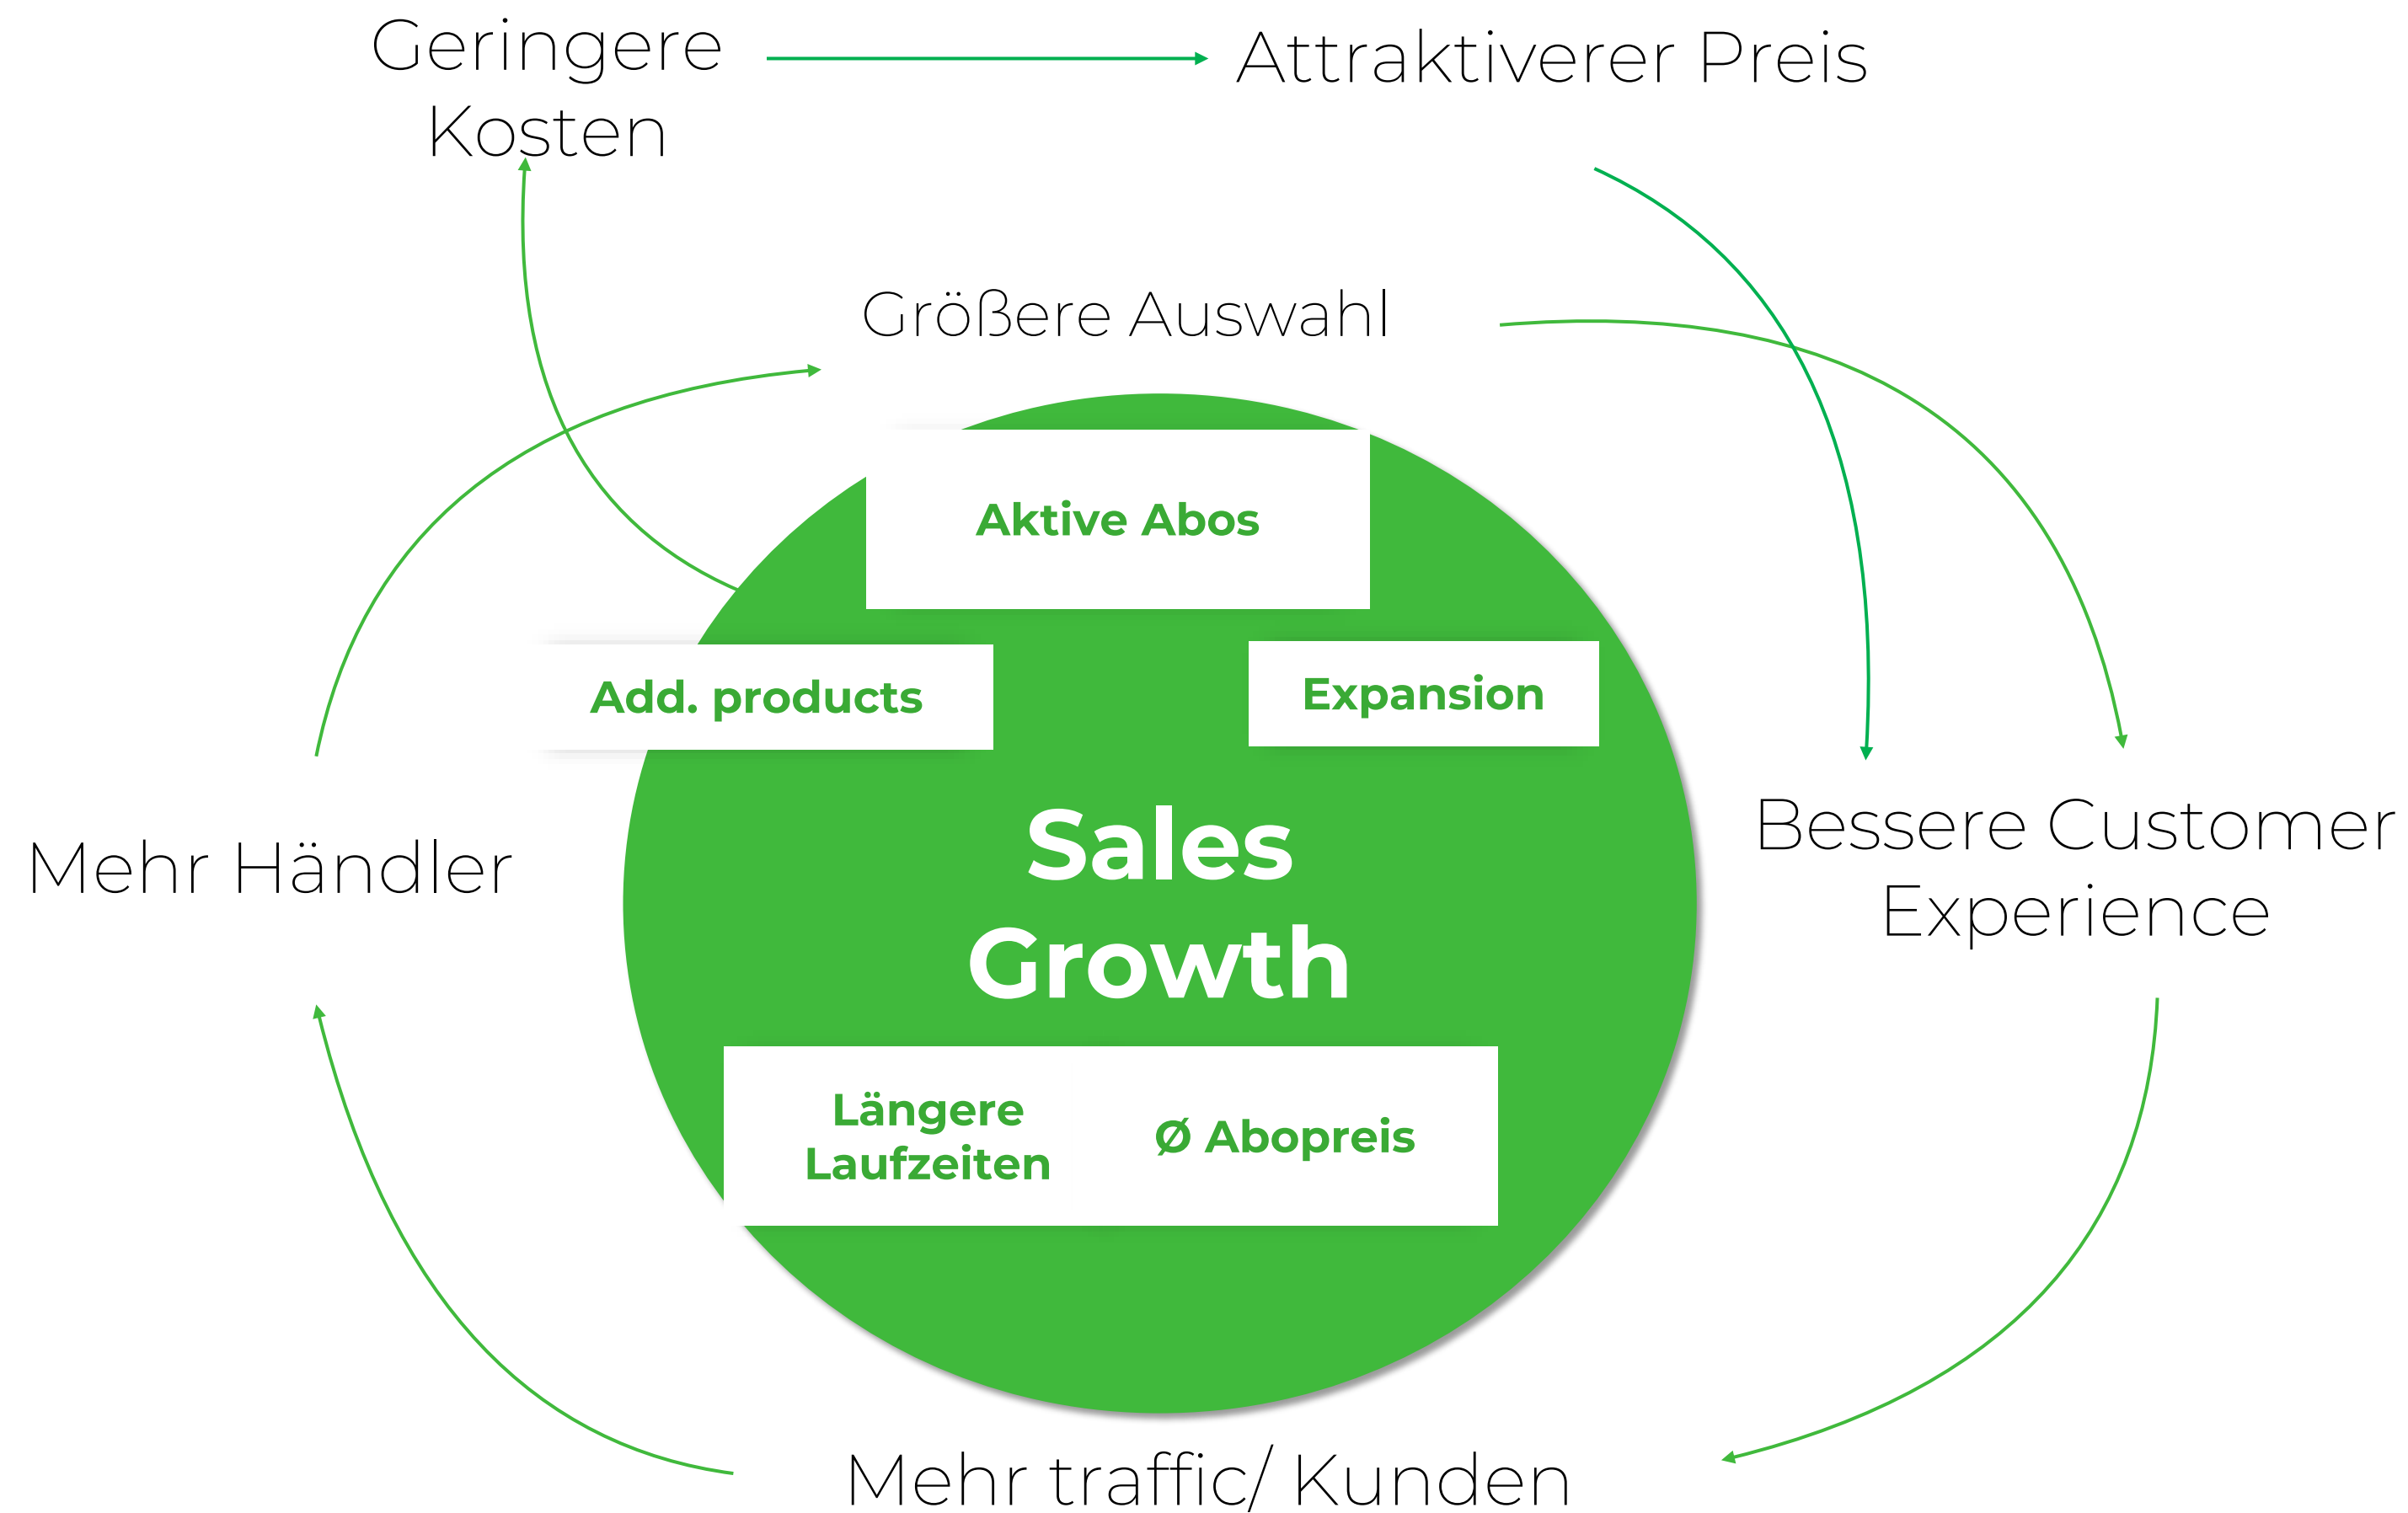 Geringere
Kosten
Attraktiverer Preis
Größere Auswahl
Aktive Abos
Add. products
Expansion
Sales
Growth
Mehr Händler
Bessere Customer
Experience
Längere
Laufzeiten
Ø Abopreis
Mehr traffic/ Kunden